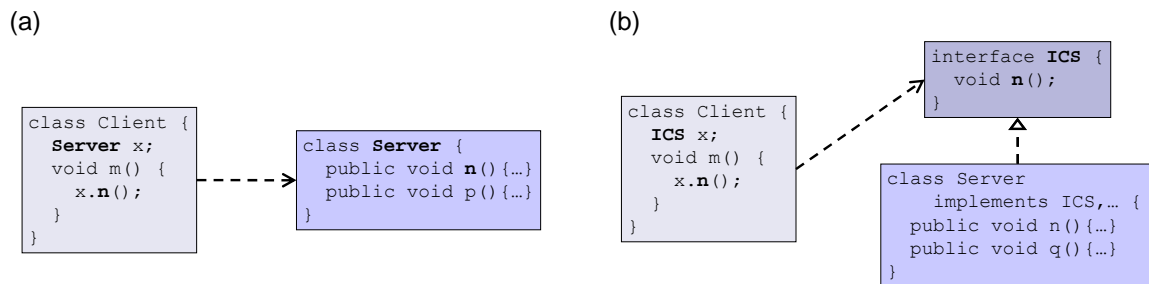 (a)
class Client {
Server x;
void m() {
x.n();
}
}
class Server {
public void n(){…}
public void p(){…}
}
(b)
class Client {
ICS x;
void m() {
x.n();
}
}
interface ICS {
void n();
}
class Server
implements ICS,… {
public void n(){…}
public void q(){…}
}